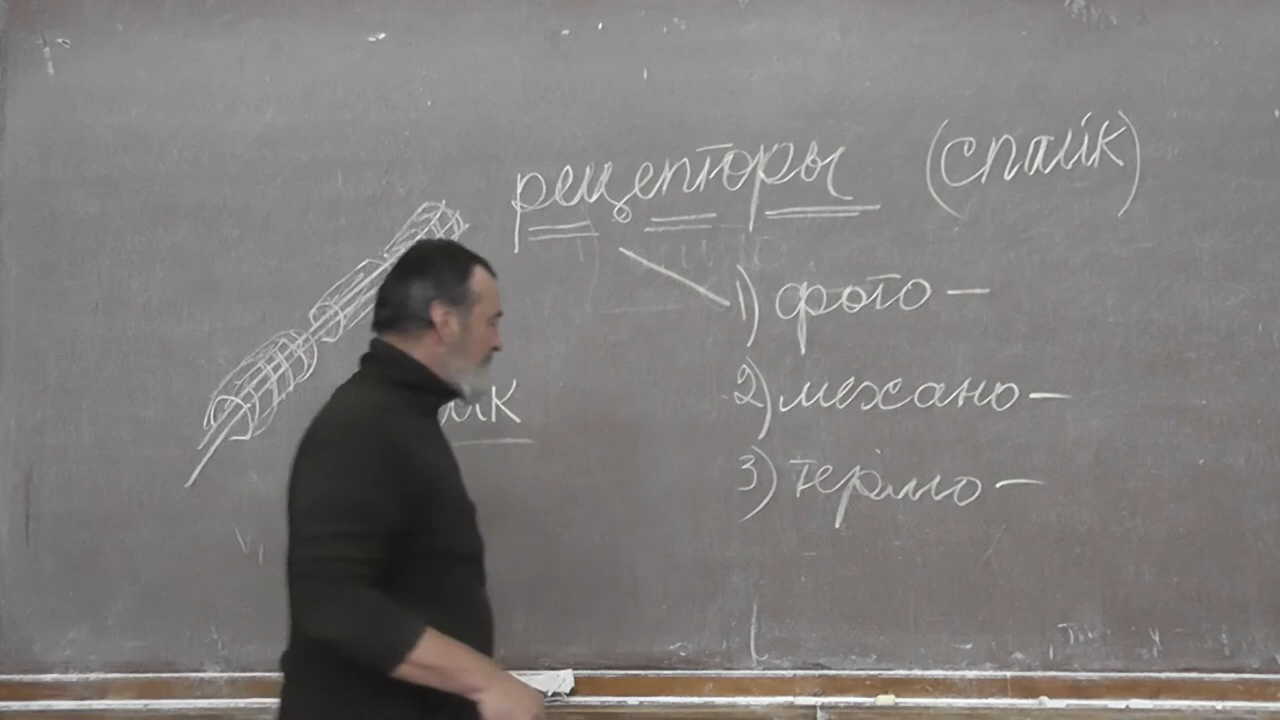 рецепторы (спайк)
1) фото -
2) механо -
3) термо -